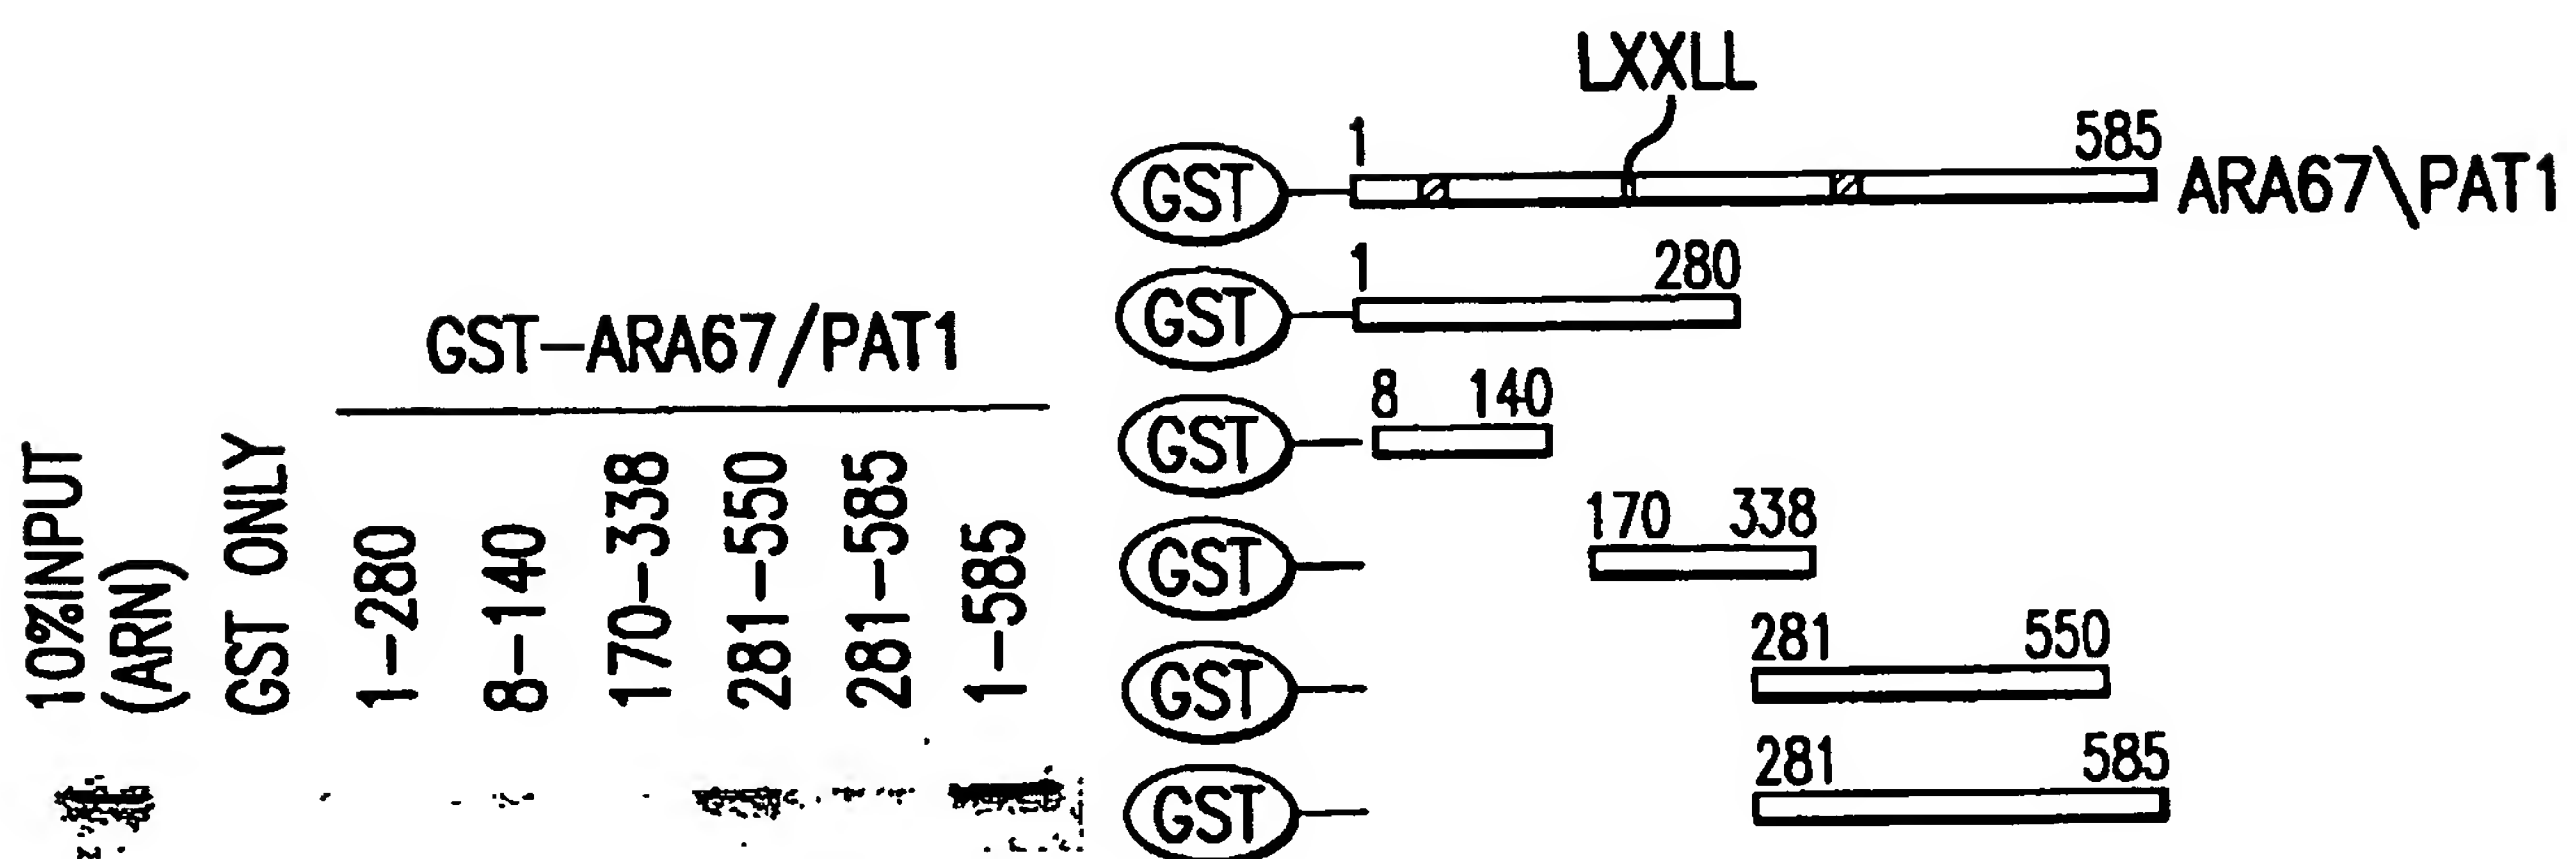 GST-ARA67/PAT1
10%INPUT
(ARN)
GST ONLY
1-280
8-140
170-338
281-550
281-585
1-585
LXXLL
GST 1 585 ARA67\PAT1
GST 1 280
GST 8 140
GST 170 338
GST 281 550
GST 281 585